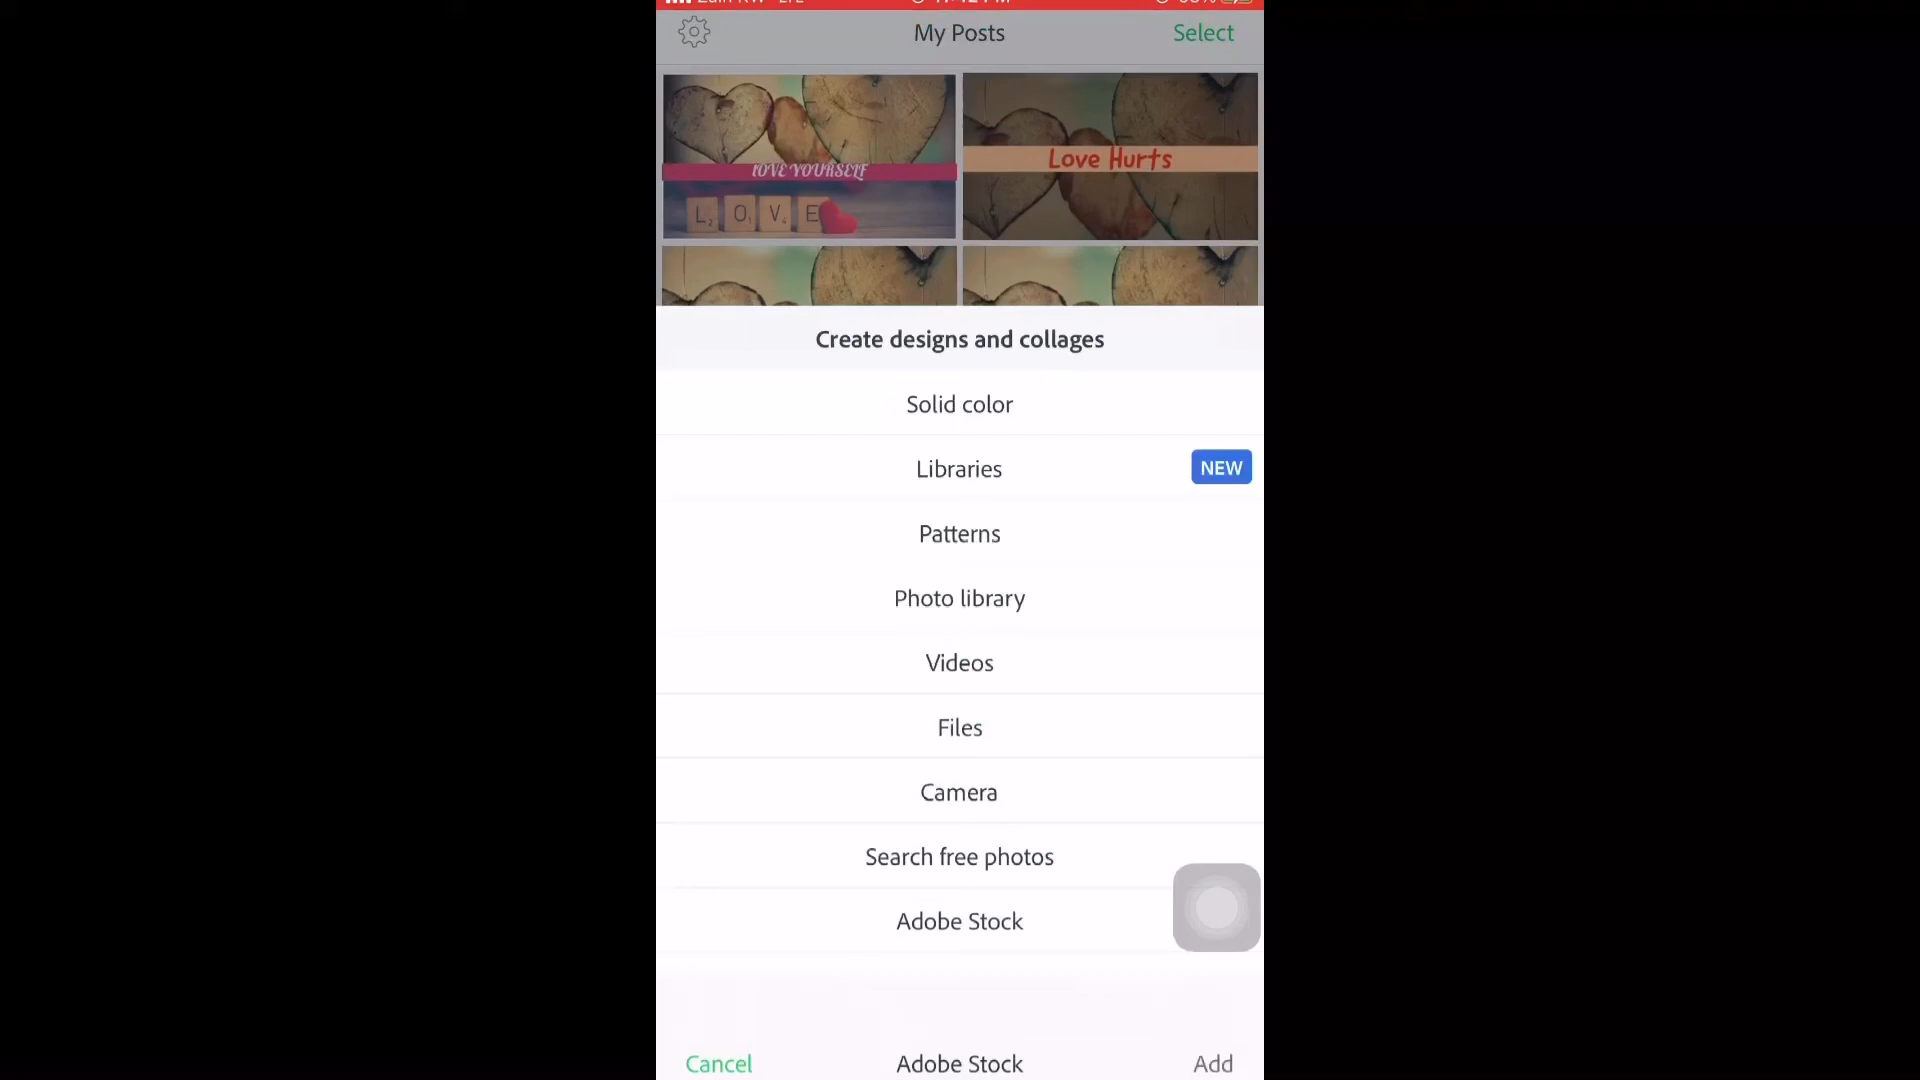 My Posts
Select
LOVE YOURSELF
L O V E
Love Hurts
Create designs and collages
Solid color
Libraries
NEW
Patterns
Photo library
Videos
Files
Camera
Search free photos
Adobe Stock
Cancel
Adobe Stock
Add